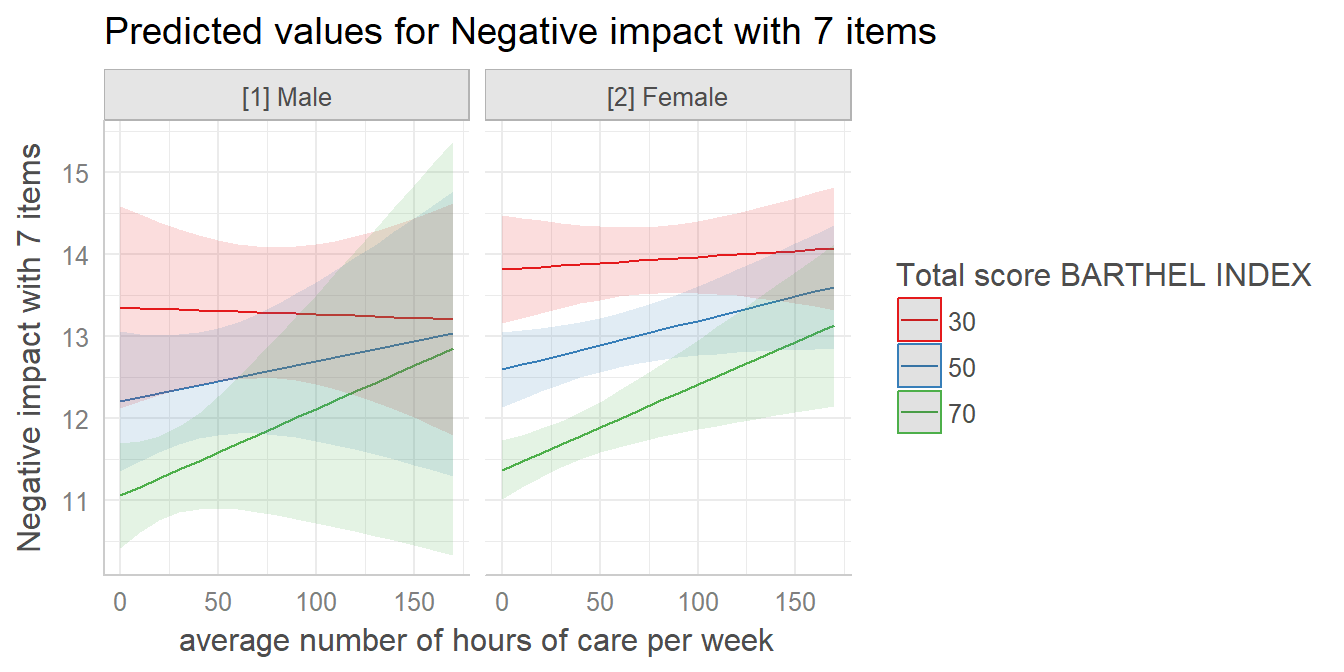 Predicted values for Negative impact with 7 items
[1] Male
[2] Female
Negative impact with 7 items
15
14
13
12
11
0 50 100 150
0 50 100 150
average number of hours of care per week
Total score BARTHEL INDEX
30
50
70